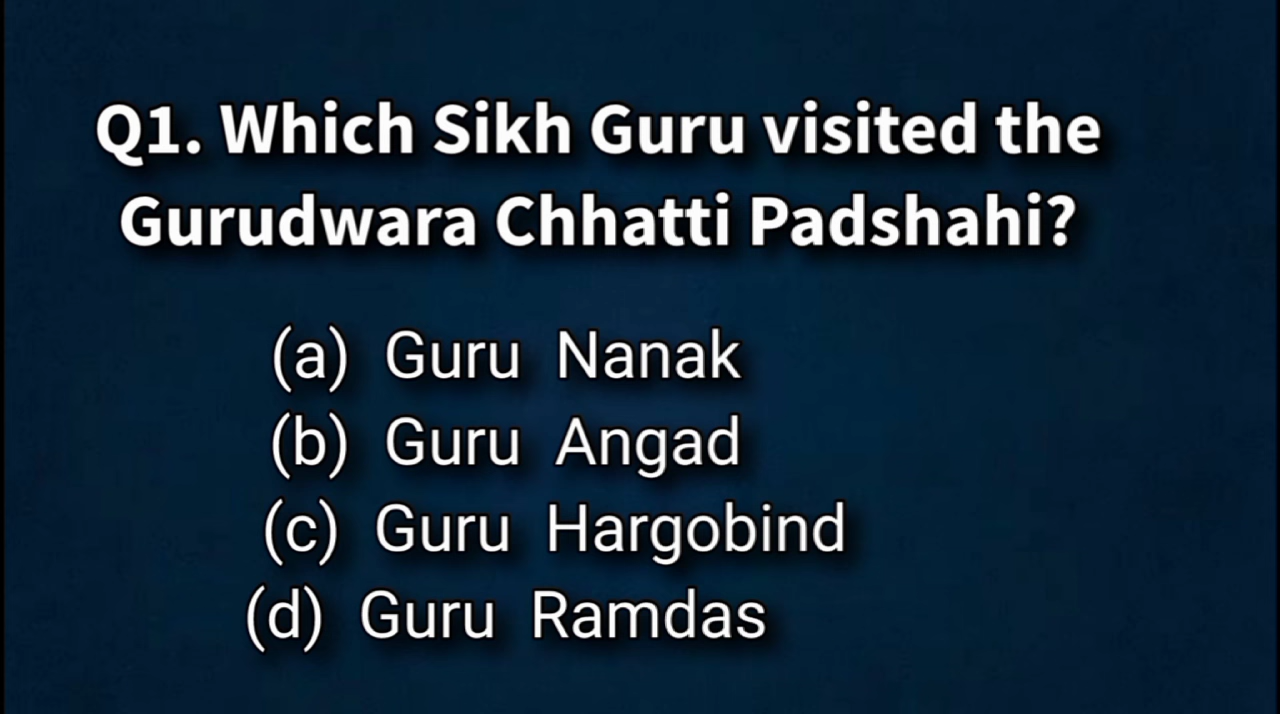 Q1. Which Sikh Guru visited the
Gurudwara Chhatti Padshahi?
(a) Guru Nanak
(b) Guru Angad
(c) Guru Hargobind
(d) Guru Ramdas